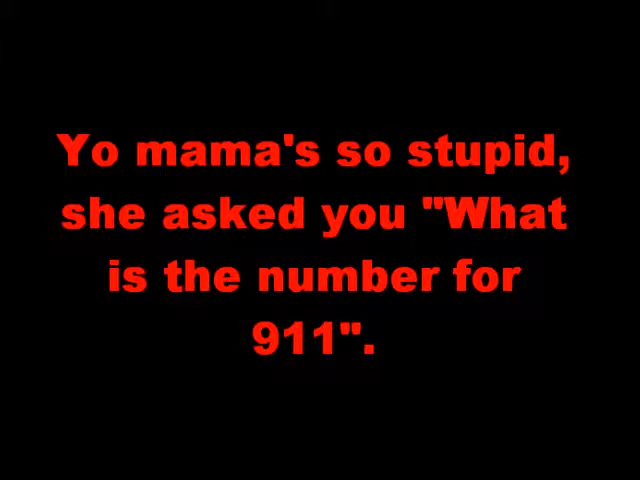 Yo mama's so stupid,
she asked you "What
is the number for
911".